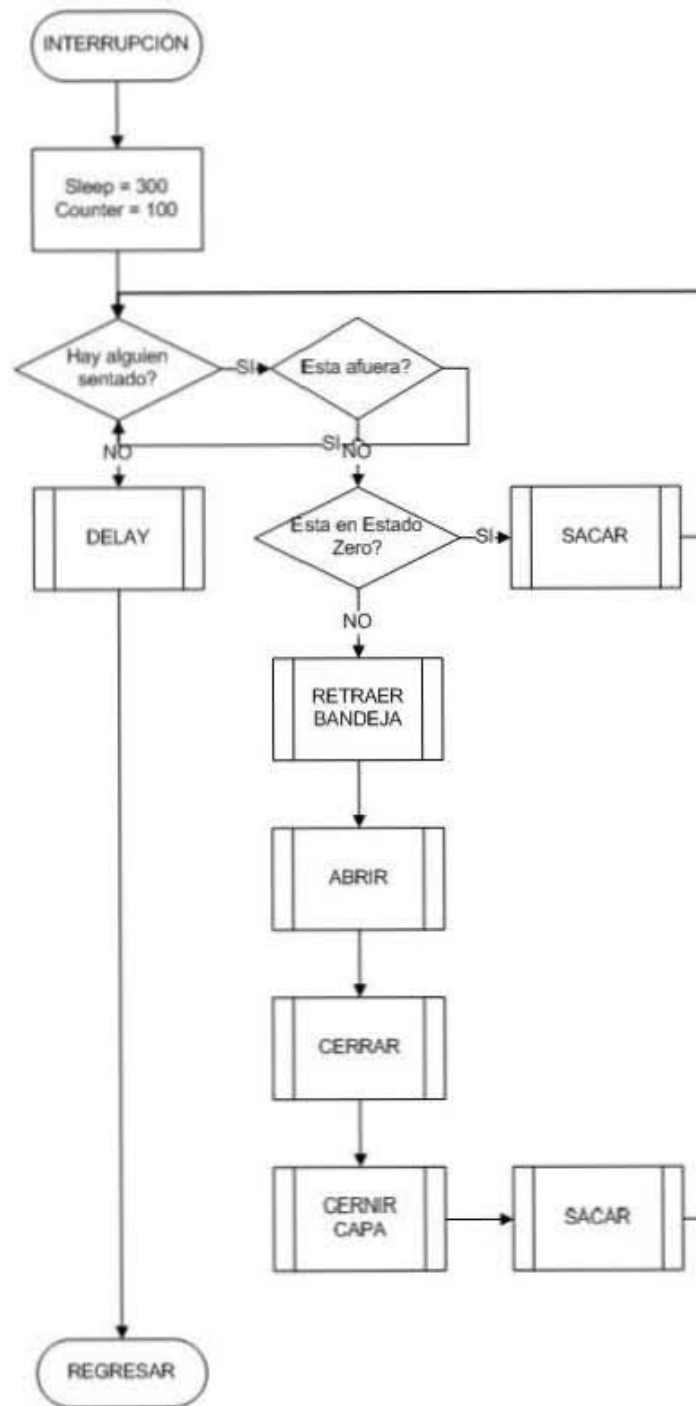 INTERRUPCIÓN
Sleep = 300
Counter = 100
Hay alguien
sentado?
SI
Esta afuera?
NO
SI
NO
DELAY
Esta en Estado
Zero?
SI
SACAR
NO
RETRAER
BANDEJA
ABRIR
CERRAR
CERNIR
CAPA
SACAR
REGRESAR